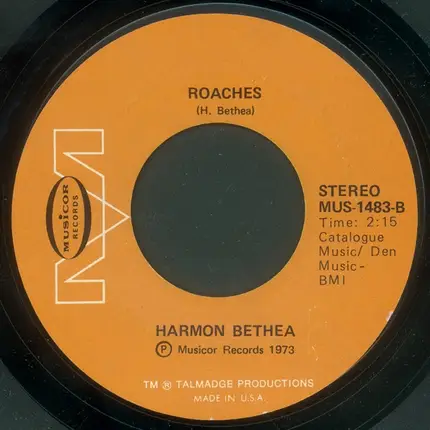 ROACHES
(H. Bethea)
MUSICOR
RECORDS
STEREO
MUS-1483-B
Time: 2:15
Catalogue
Music/ Den
Music-
BMI
HARMON BETHEA
Ⓟ Musicor Records 1973
TM ® TALMADGE PRODUCTIONS
MADE IN U.S.A.